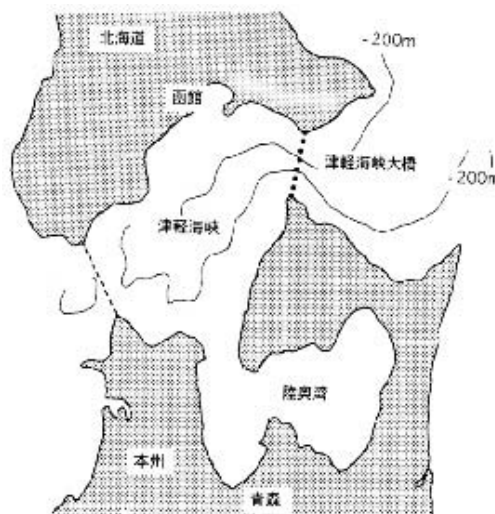 北海道
-200m
函館
津軽海峡大橋
-200m
津軽海峡
陸奥湾
本州
青森